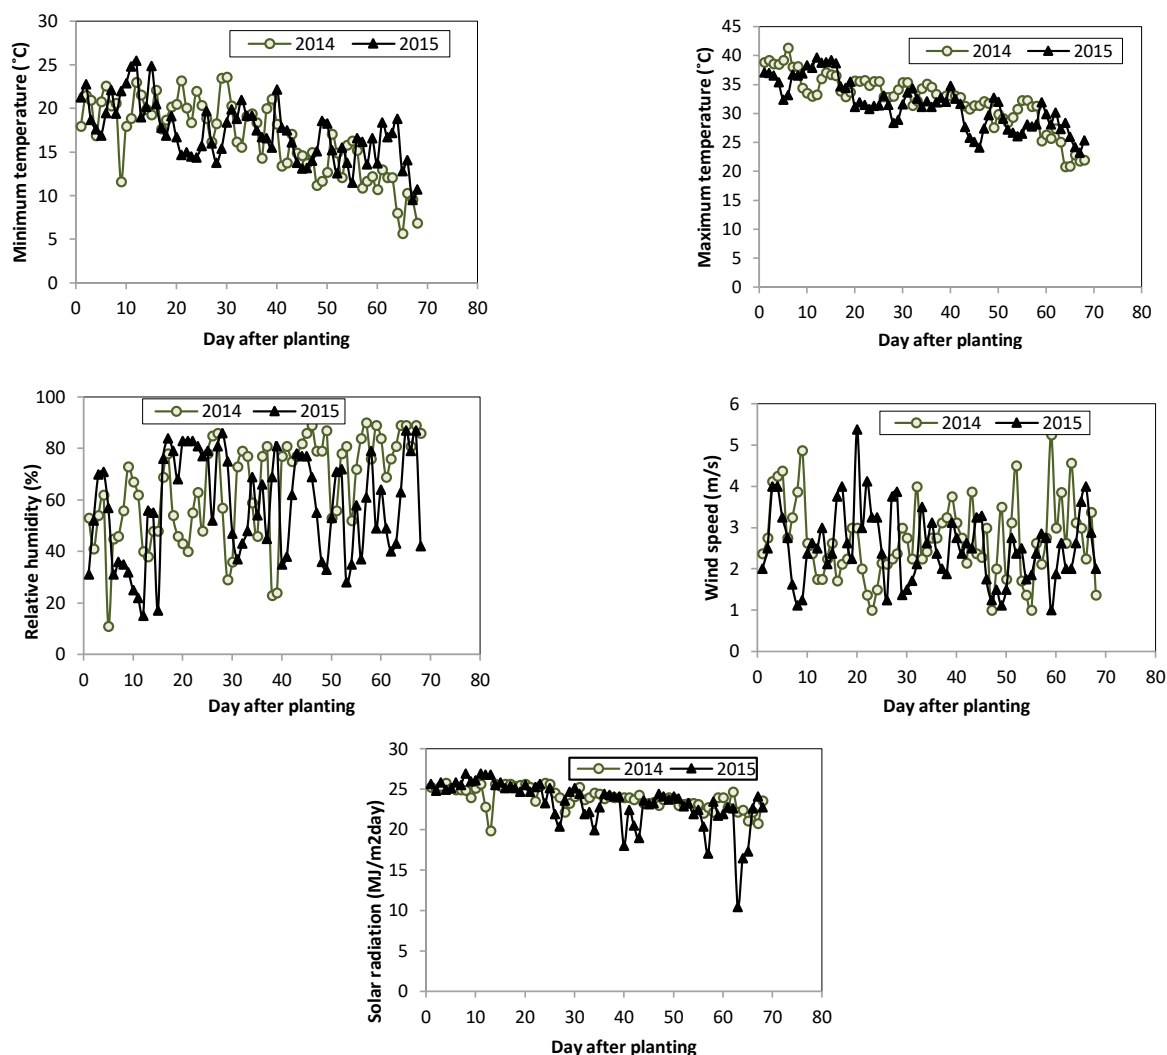 30
25
20
15
10
5
0
Minimum temperature (˚C)
2014 2015
0 10 20 30 40 50 60 70 80
Day after planting
45
40
35
30
25
20
15
10
5
0
Maximum temperature (˚C)
2014 2015
0 10 20 30 40 50 60 70 80
Day after planting
100
80
60
40
20
0
Relative humidity (%)
2014 2015
0 10 20 30 40 50 60 70 80
Day after planting
6
5
4
3
2
1
0
Wind speed (m/s)
2014 2015
0 10 20 30 40 50 60 70 80
Day after planting
30
25
20
15
10
5
0
Solar radiation (MJ/m2day)
2014 2015
0 10 20 30 40 50 60 70 80
Day after planting